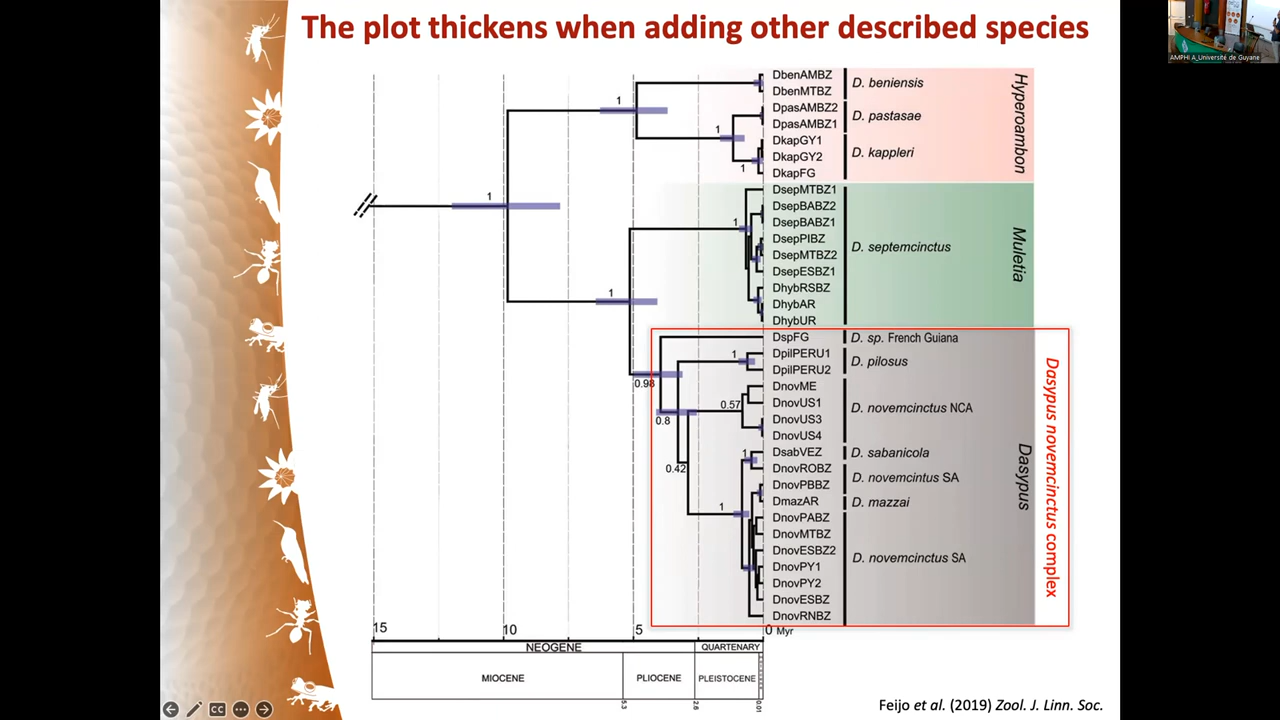 The plot thickens when adding other described species
AMPHI A_Université de Guyane
DbenAMBZ
DbenMTBZ
D. beniensis
DpasAMBZ2
DpasAMBZ1
D. pastasae
DkapGY1
DkapGY2
DkapFG
D. kappleri
Hyperoambon
DsepMTBZ1
DsepBABZ2
DsepBABZ1
DsepPIBZ
DsepMTBZ2
DsepESBZ1
DhybRSBZ
DhybAR
DhybUR
D. septemcinctus
Muletia
DspFG
D. sp. French Guiana
DpilPERU1
DpilPERU2
D. pilosus
DnovME
DnovUS1
DnovUS3
DnovUS4
D. novemcinctus NCA
DsabVEZ
D. sabanicola
DnovROBZ
DnovPBBZ
D. novemcintus SA
DmazAR
D. mazzai
DnovPABZ
DnovMTBZ
DnovESBZ2
DnovPY1
DnovPY2
DnovESBZ
DnovRNBZ
D. novemcinctus SA
Dasypus
Dasypus novemcinctus complex
1
1
1
1
1
1
1
0.98
1
0.8
0.57
0.42
1
1
15
10
5
0 Myr
NEOGENE
QUARTENARY
MIOCENE
PLIOCENE
PLEISTOCENE
5.3
2.6
0.01
CC
Feijo et al. (2019) Zool. J. Linn. Soc.